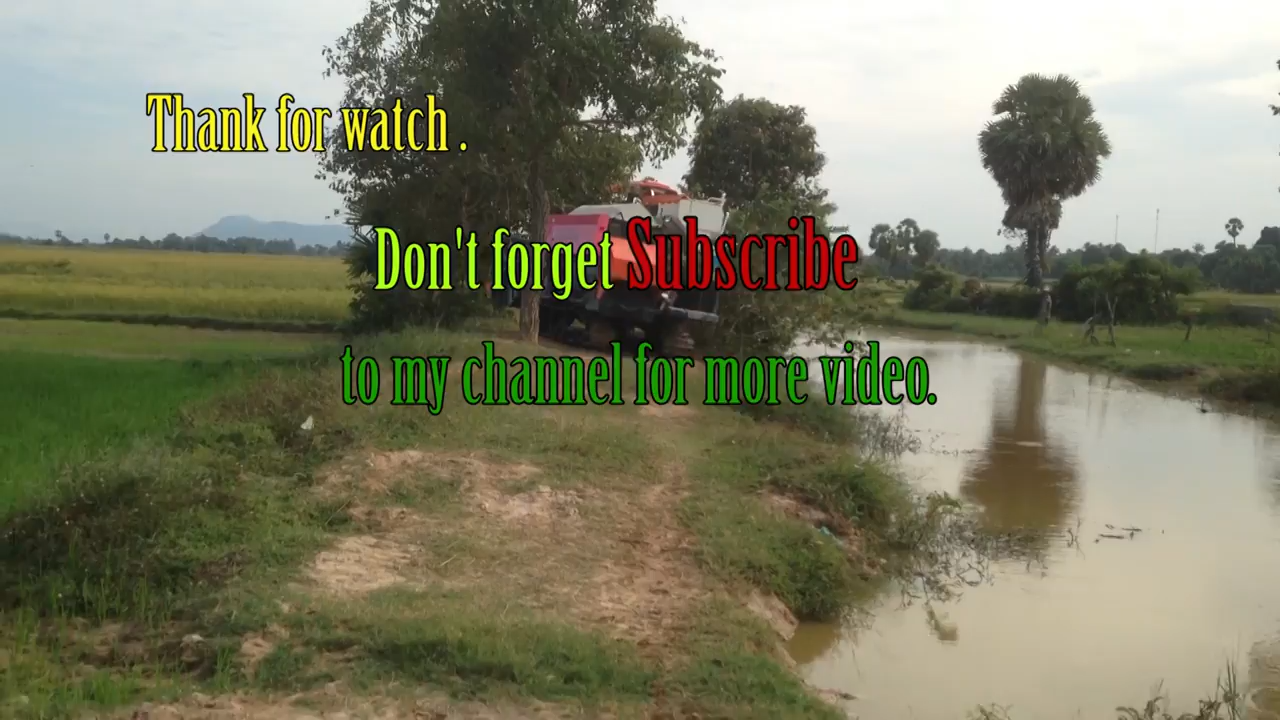 Thank for watch .
Don't forget Subscribe
to my channel for more video.